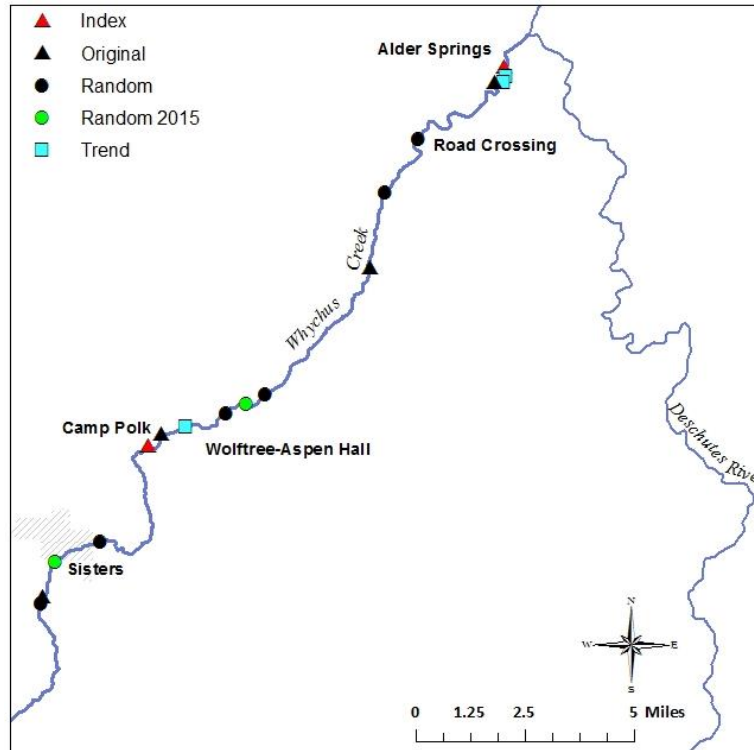 Index
Original
Random
Random 2015
Trend
Alder Springs
Road Crossing
Whychus Creek
Camp Polk
Wolftree-Aspen Hall
Deschutes Rive
Sisters
N
W E
S
0 1.25 2.5 5 Miles